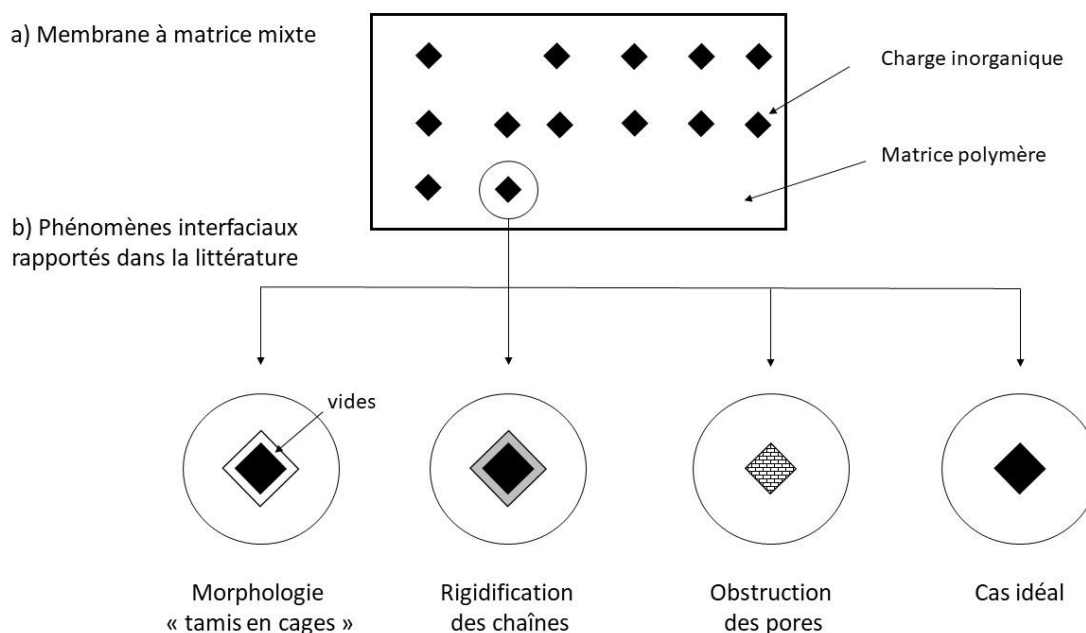 a) Membrane à matrice mixte
Charge inorganique
Matrice polymère
b) Phénomènes interfaciaux
rapportés dans la littérature
vides
Morphologie
« tamis en cages »
Rigidification
des chaînes
Obstruction
des pores
Cas idéal